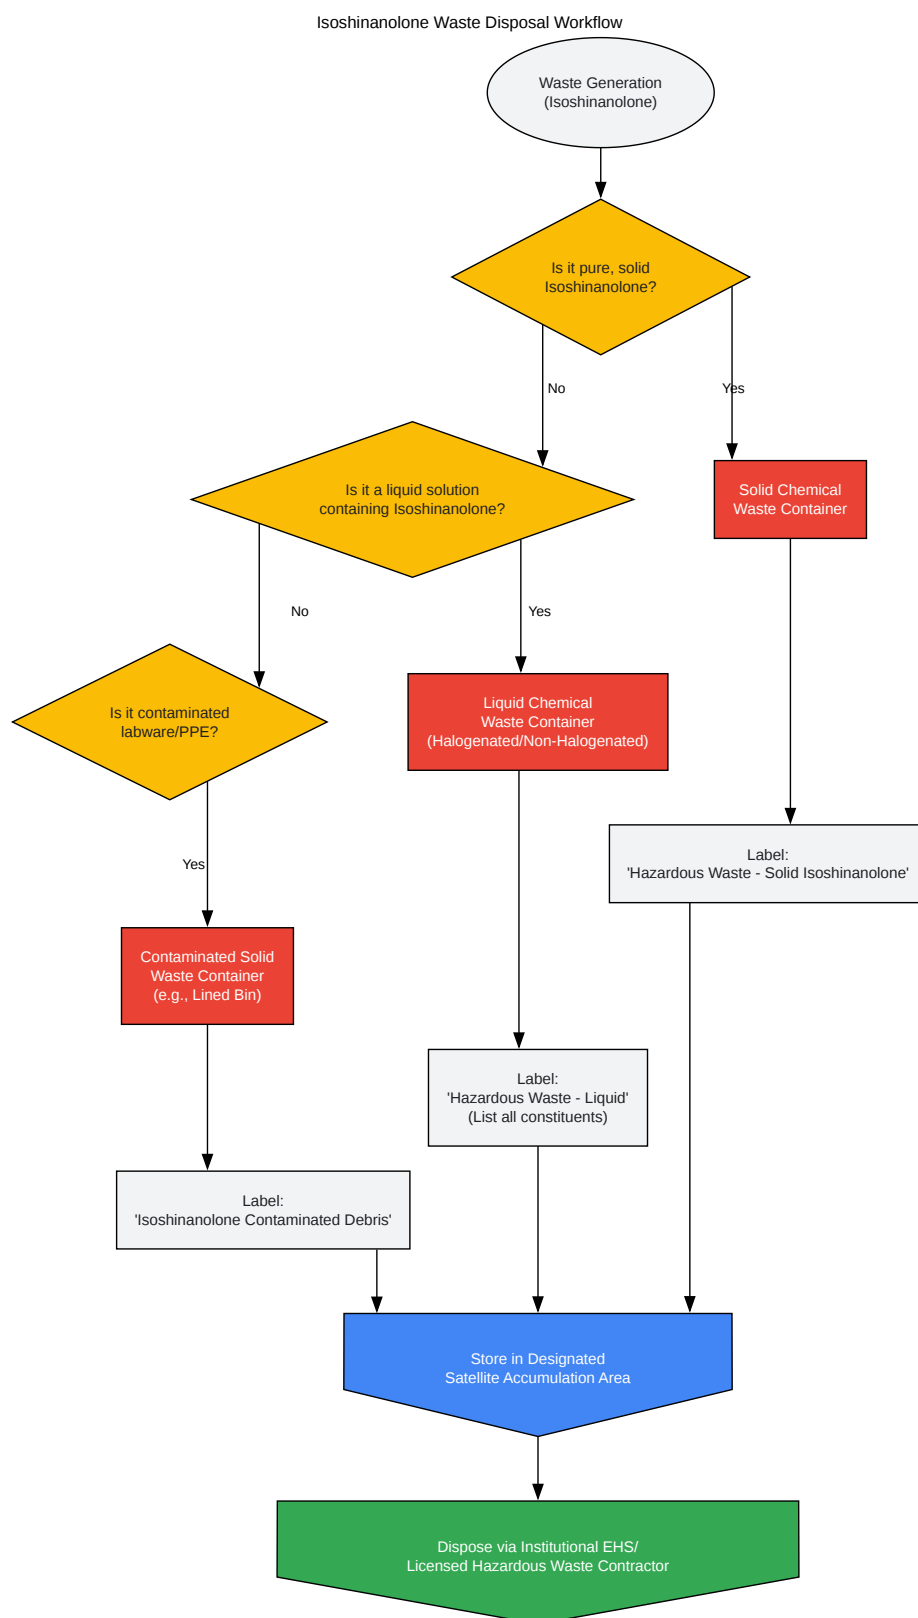 Isoshinanolone Waste Disposal Workflow
Waste Generation
(Isoshinanolone)
Is it pure, solid
Isoshinanolone?
No
Yes
Is it a liquid solution
containing Isoshinanolone?
Solid Chemical
Waste Container
No
Yes
Is it contaminated
labware/PPE?
Liquid Chemical
Waste Container
(Halogenated/Non-Halogenated)
Yes
Label:
'Hazardous Waste - Solid Isoshinanolone'
Contaminated Solid
Waste Container
(e.g., Lined Bin)
Label:
'Hazardous Waste - Liquid'
(List all constituents)
Label:
'Isoshinanolone Contaminated Debris'
Store in Designated
Satellite Accumulation Area
Dispose via Institutional EHS/
Licensed Hazardous Waste Contractor